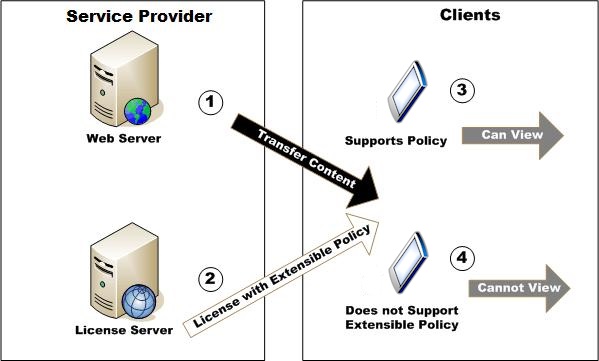 Service Provider
Clients
Web Server
1
Transfer Content
3
Supports Policy
Can View
License Server
2
License with Extensible Policy
4
Does not Support
Extensible Policy
Cannot View